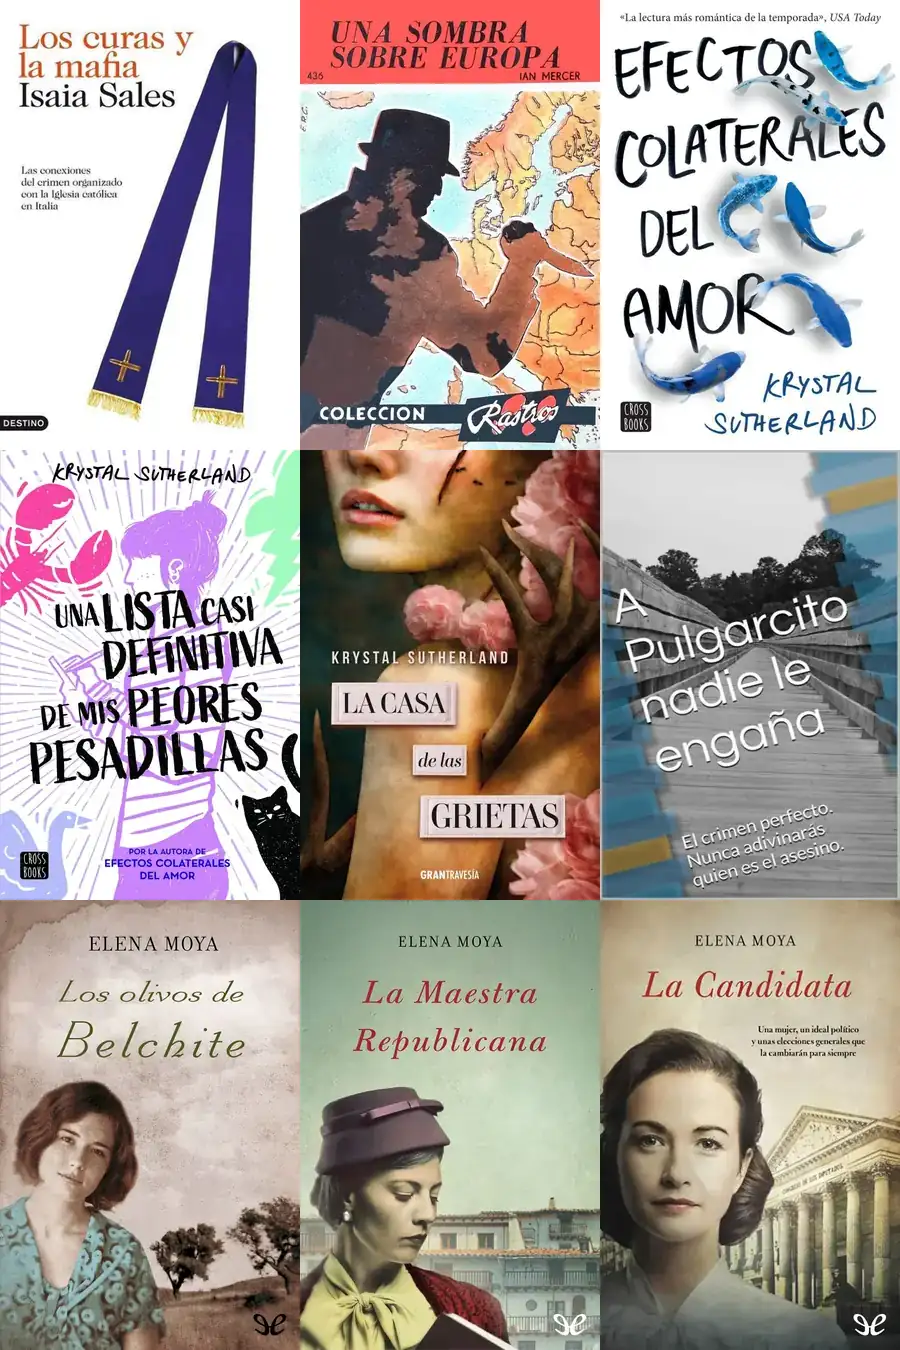 Los curas y
la mafia
Isaia Sales
Las conexiones
del crimen organizado
con la Iglesia católica
en Italia
DESTINO
UNA SOMBRA
SOBRE EUROPA
436
IAN MERCER
COLECCION
Rastros
«La lectura más romántica de la temporada», USA Today
EFECTOS
COLATERALES
DEL
AMOR
KRYSTAL
SUTHERLAND
CROSS
BOOKS
KRYSTAL SUTHERLAND
UNA LISTA CASI
DEFINITIVA
DE MIS PEORES
PESADILLAS
POR LA AUTORA DE
EFECTOS COLATERALES
DEL AMOR
CROSS
BOOKS
KRYSTAL SUTHERLAND
LA CASA
de las
GRIETAS
GRANTRAVESÍA
A
Pulgarcito
nadie le
engaña
El crimen perfecto.
Nunca adivinarás
quien es el asesino.
ELENA MOYA
Los olivos de
Belchite
ELENA MOYA
La Maestra
Republicana
ELENA MOYA
La Candidata
Una mujer, un ideal político
y unas elecciones generales que
la cambiarán para siempre
CONGRESO DE LOS DIPUTADOS